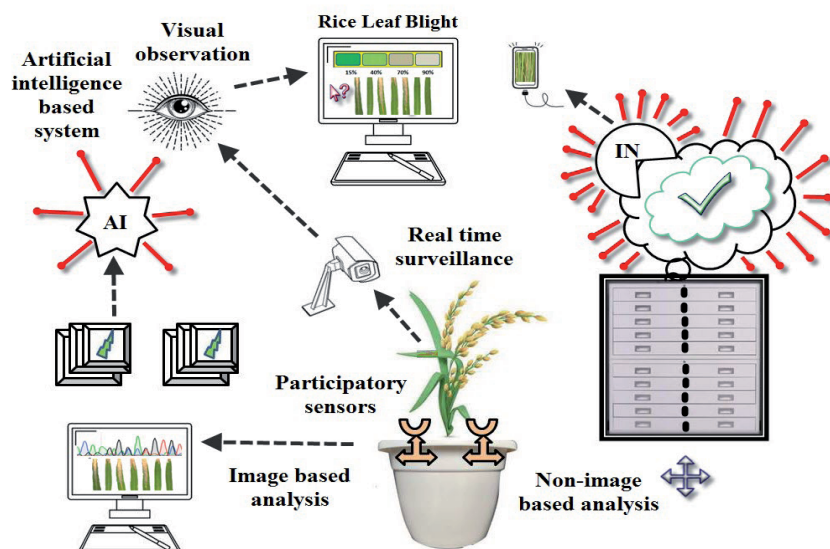 Visual
observation
Rice Leaf Blight
Artificial
intelligence
based
system
15% 40% 70% 90%
?
IN
AI
Real time
surveillance
Participatory
sensors
Image based
analysis
Non-image
based analysis